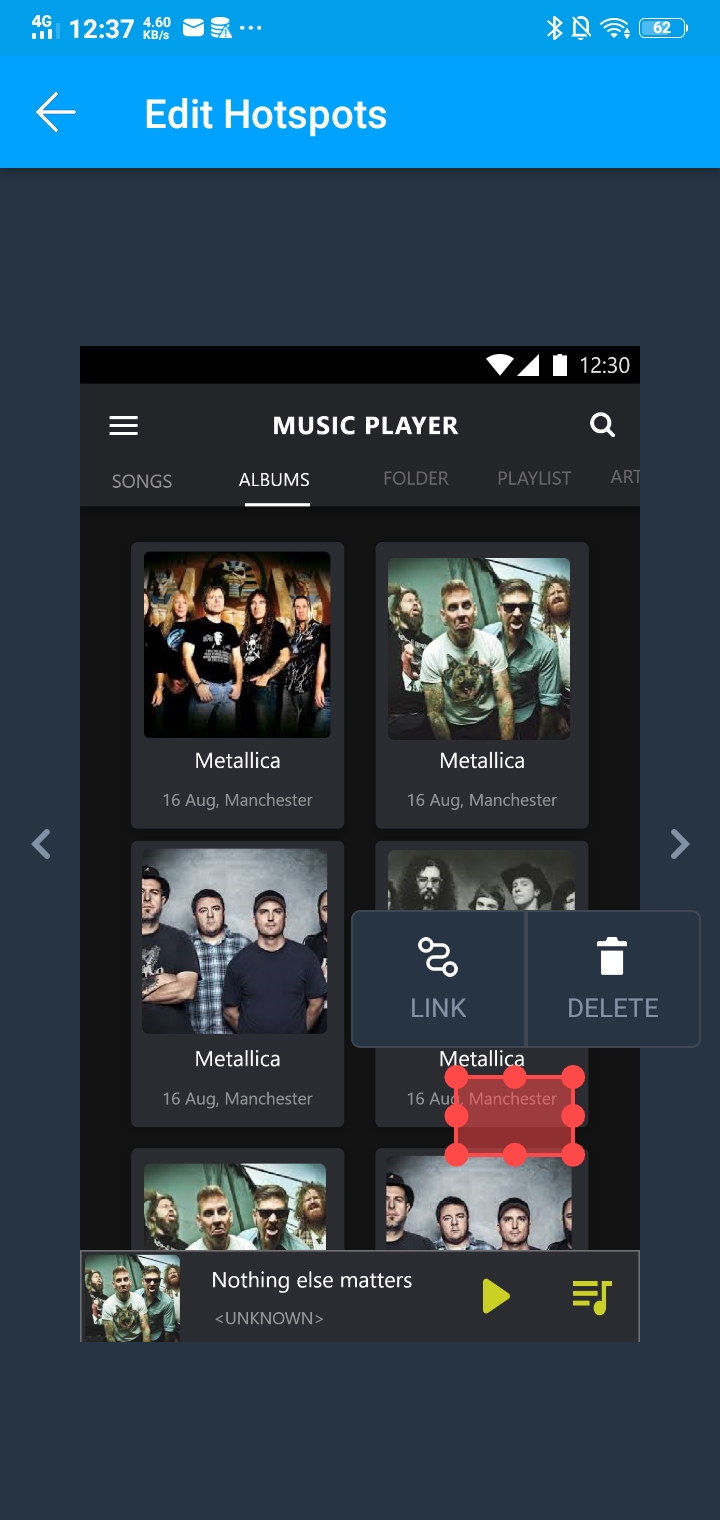 4G 12:37 4.60 KB/s 62
Edit Hotspots
12:30
MUSIC PLAYER
SONGS ALBUMS FOLDER PLAYLIST ART
Metallica Metallica
16 Aug, Manchester 16 Aug, Manchester
LINK DELETE
Metallica Metallica
16 Aug, Manchester 16 Aug, Manchester
Nothing else matters
<UNKNOWN>